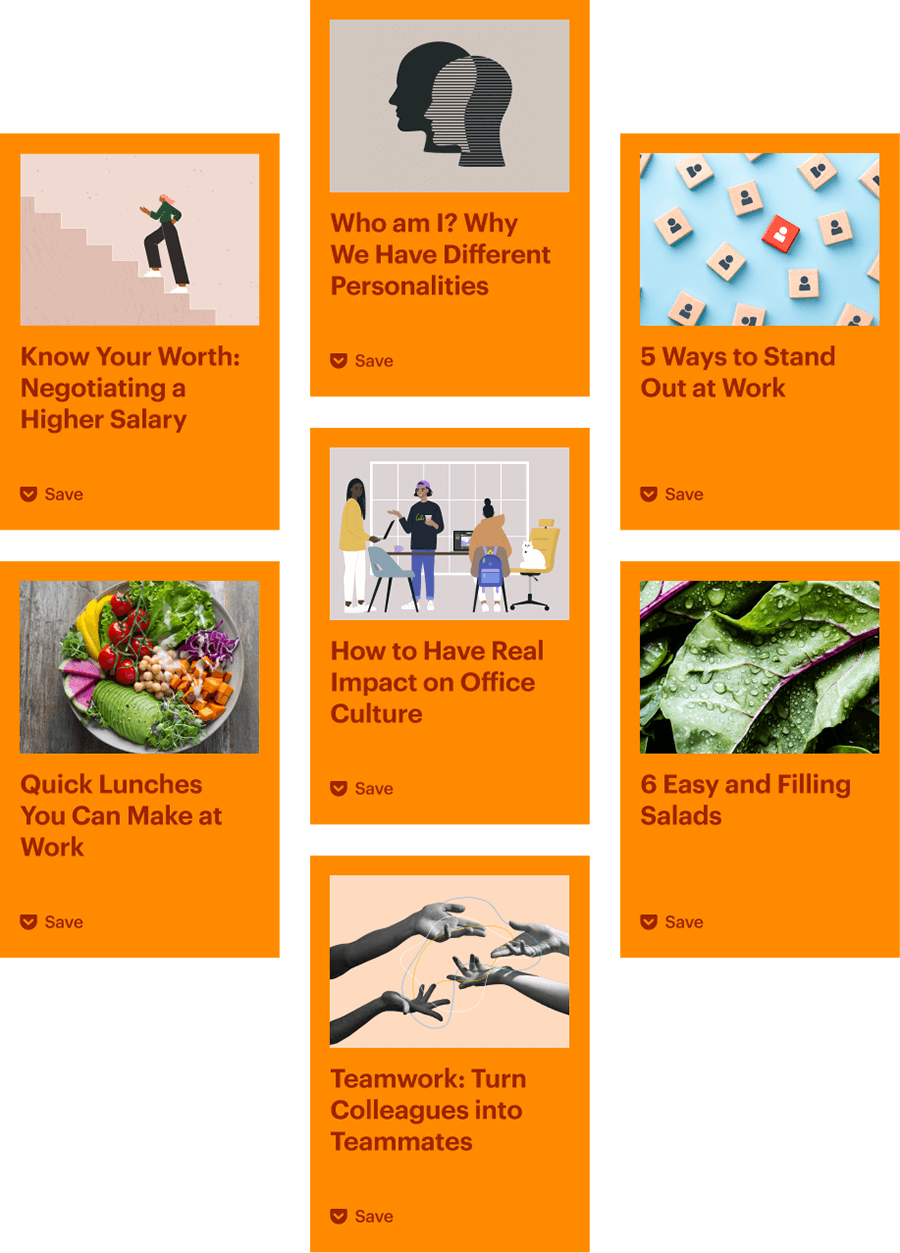 Who am I? Why
We Have Different
Personalities
Save
Know Your Worth:
Negotiating a
Higher Salary
Save
5 Ways to Stand
Out at Work
Save
How to Have Real
Impact on Office
Culture
Save
Quick Lunches
You Can Make at
Work
Save
6 Easy and Filling
Salads
Save
Teamwork: Turn
Colleagues into
Teammates
Save